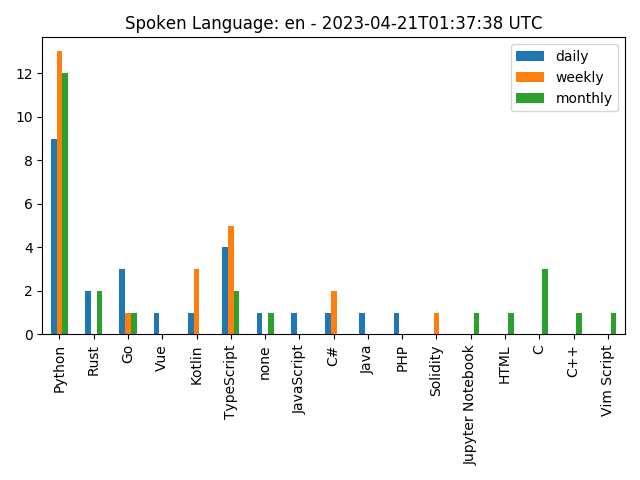 Spoken Language: en - 2023-04-21T01:37:38 UTC
daily
weekly
monthly
12
10
8
6
4
2
0
Python
Rust
Go
Vue
Kotlin
TypeScript
none
JavaScript
C#
Java
PHP
Solidity
Jupyter Notebook
HTML
C
C++
Vim Script